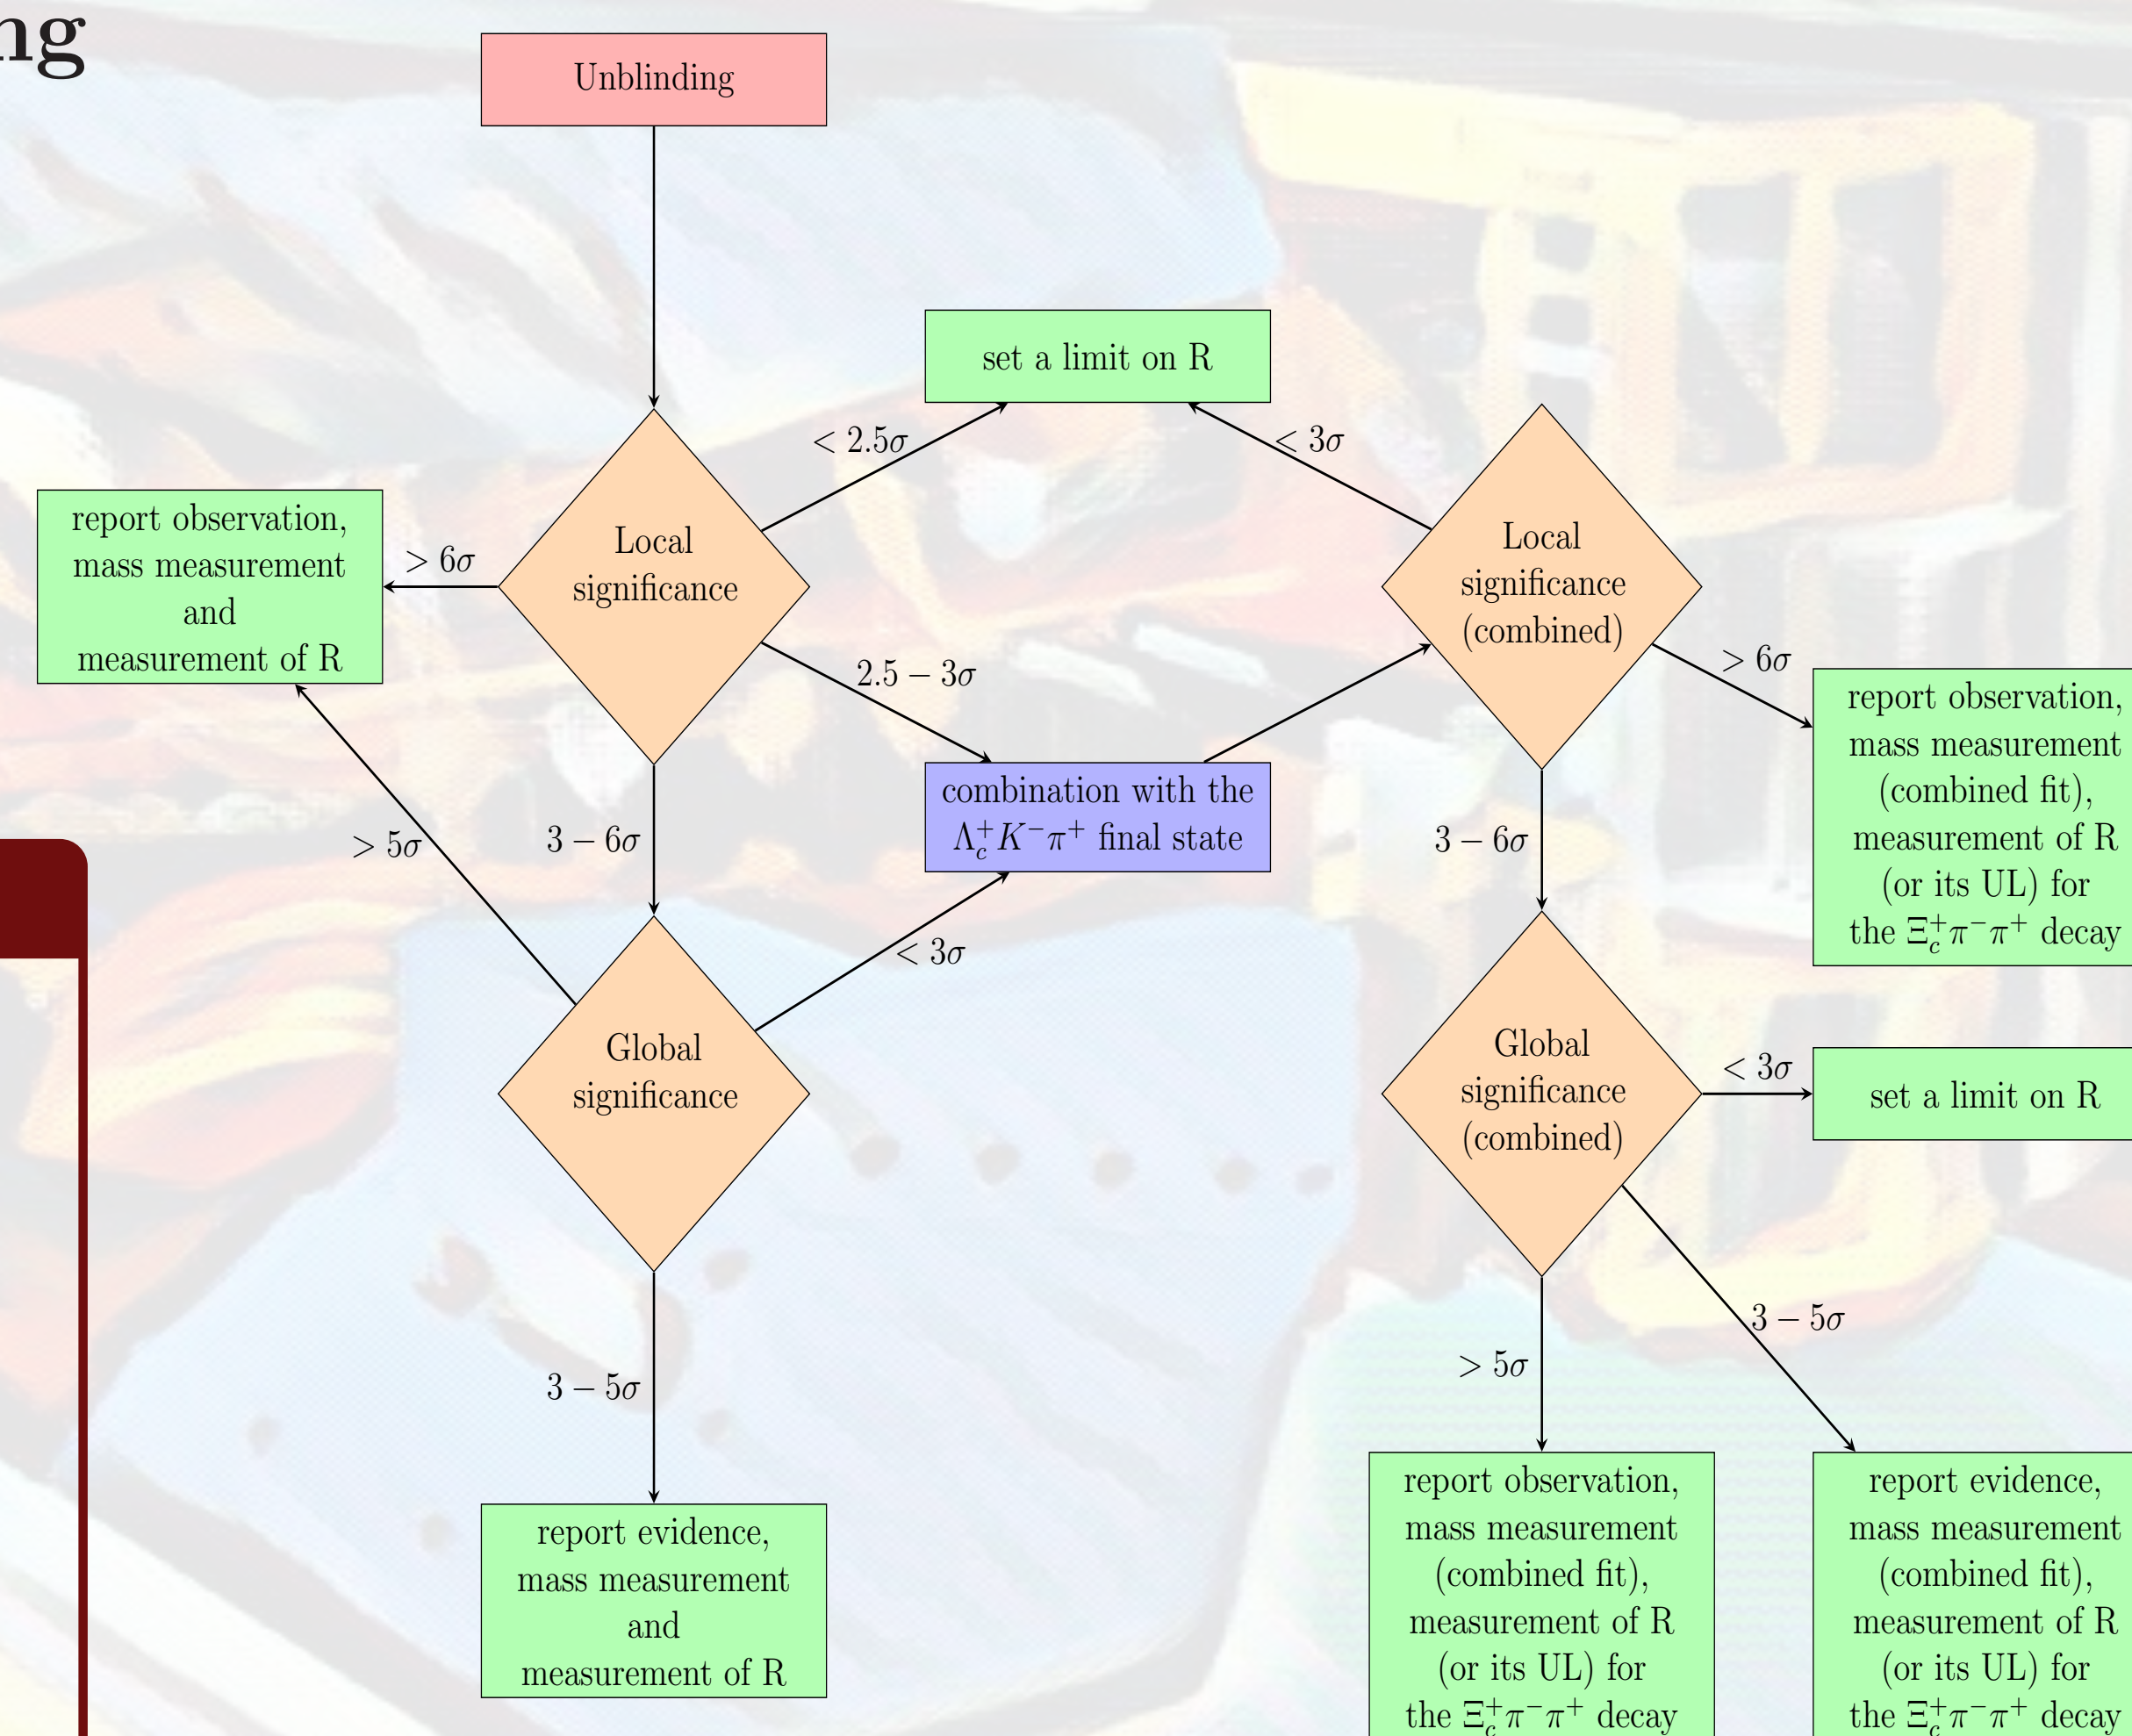 Unblinding
set a limit on R
< 2.5σ
< 3σ
report observation,
mass measurement
and
measurement of R
> 6σ
Local
significance
Local
significance
(combined)
2.5 − 3σ
> 6σ
combination with the
Λ_c^+ K^− π^+ final state
report observation,
mass measurement
(combined fit),
measurement of R
(or its UL) for
the Ξ_c^+ π^− π^+ decay
> 5σ
3 − 6σ
3 − 6σ
< 3σ
Global
significance
Global
significance
(combined)
< 3σ
set a limit on R
3 − 5σ
> 5σ
3 − 5σ
report evidence,
mass measurement
and
measurement of R
report observation,
mass measurement
(combined fit),
measurement of R
(or its UL) for
the Ξ_c^+ π^− π^+ decay
report evidence,
mass measurement
(combined fit),
measurement of R
(or its UL) for
the Ξ_c^+ π^− π^+ decay